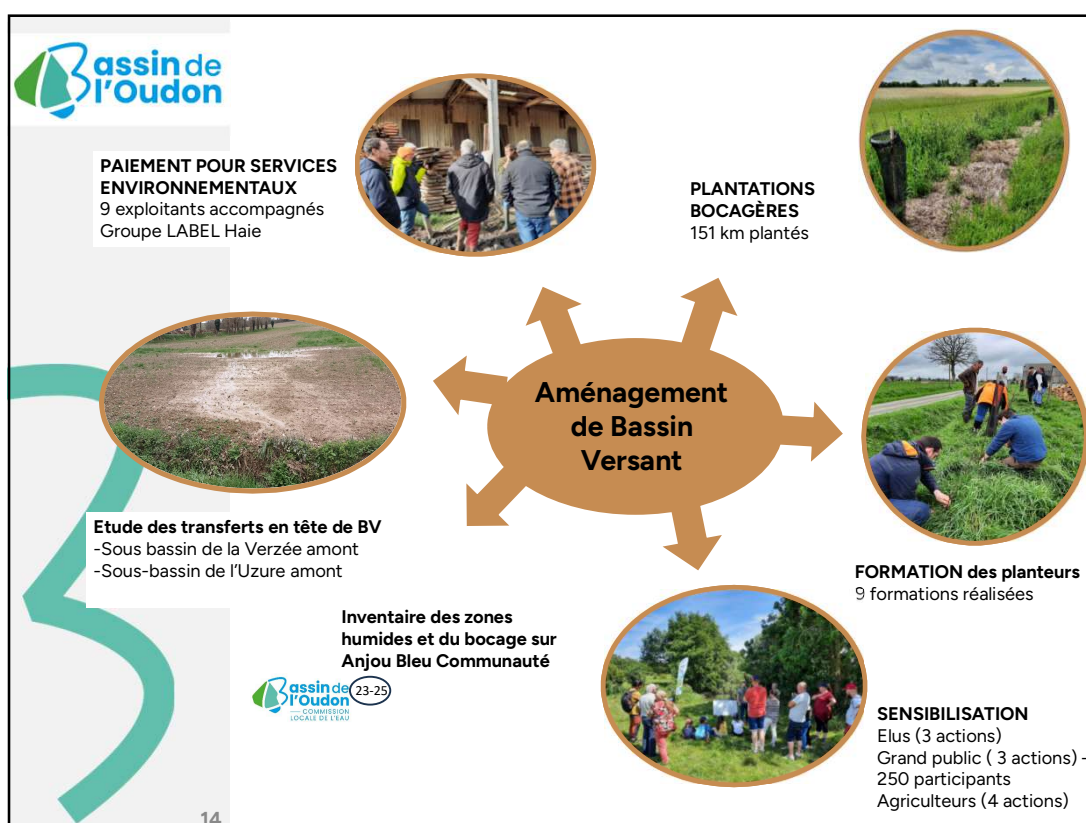 Bassin de
l'Oudon
PAIEMENT POUR SERVICES
ENVIRONNEMENTAUX
9 exploitants accompagnés
Groupe LABEL Haie
PLANTATIONS
BOCAGÈRES
151 km plantés
Aménagement
de Bassin
Versant
Etude des transferts en tête de BV
-Sous bassin de la Verzée amont
-Sous-bassin de l'Uzure amont
FORMATION des planteurs
9 formations réalisées
Inventaire des zones
humides et du bocage sur
Anjou Bleu Communauté
Bassin de
l'Oudon
COMMISSION
LOCALE DE L'EAU
23-25
SENSIBILISATION
Elus (3 actions)
Grand public ( 3 actions) -
250 participants
Agriculteurs (4 actions)
14